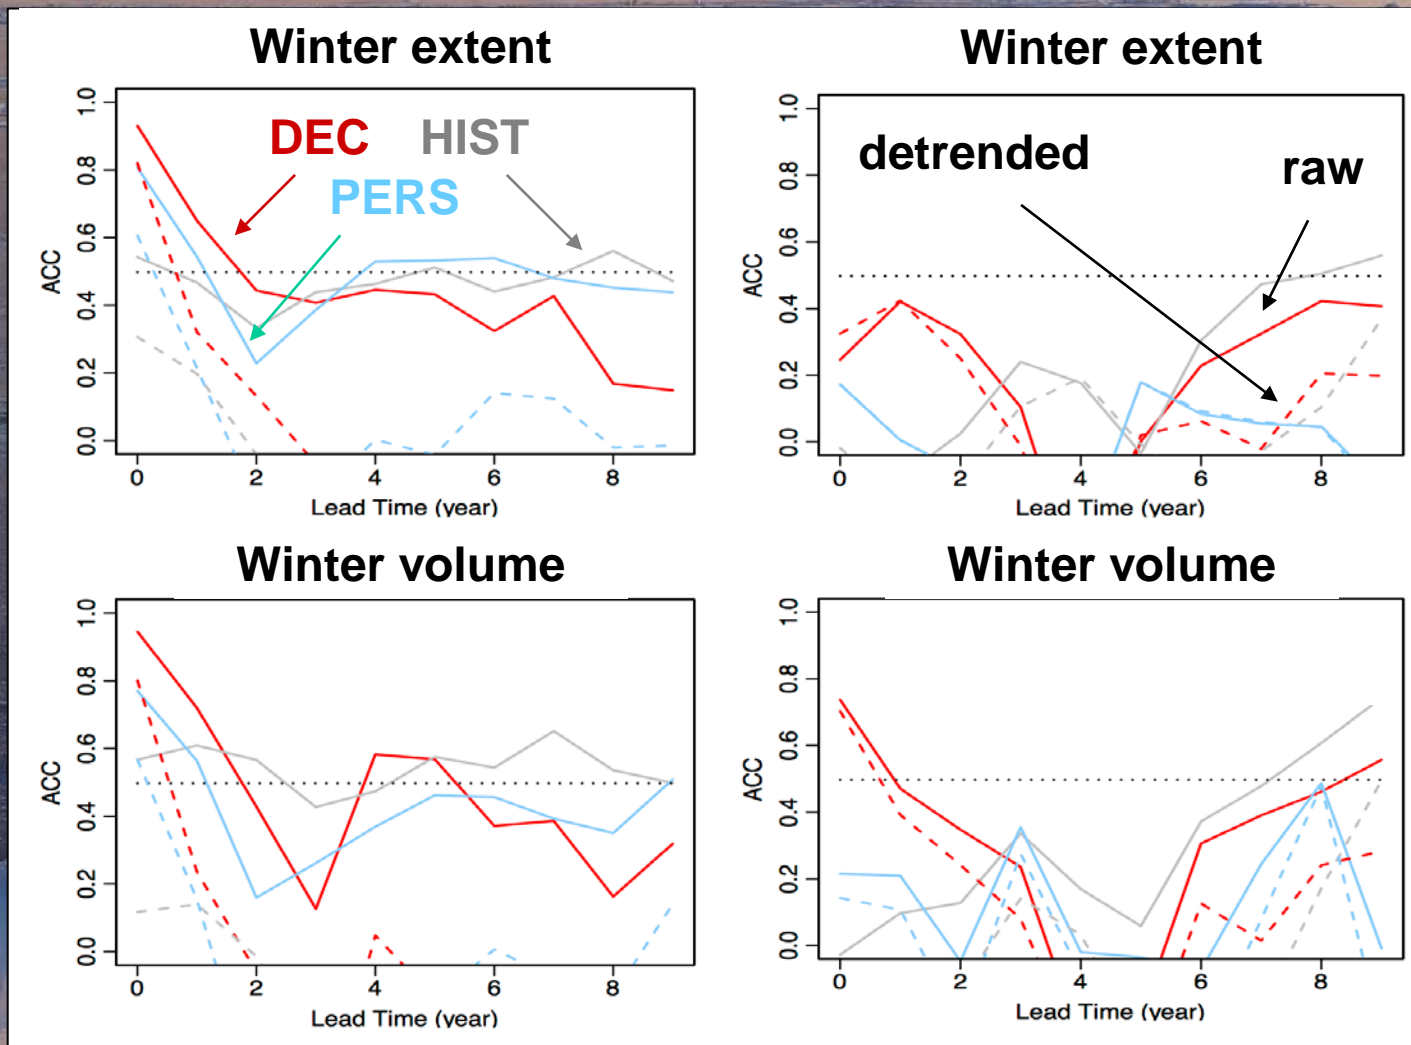 Winter extent
1.0
0.8
0.6
0.4
0.2
0.0
ACC
DEC
HIST
PERS
0
2
4
6
8
Lead Time (year)
Winter extent
1.0
0.8
0.6
0.4
0.2
0.0
ACC
detrended
raw
0
2
4
6
8
Lead Time (year)
Winter volume
1.0
0.8
0.6
0.4
0.2
0.0
ACC
0
2
4
6
8
Lead Time (year)
Winter volume
1.0
0.8
0.6
0.4
0.2
0.0
ACC
0
2
4
6
8
Lead Time (year)